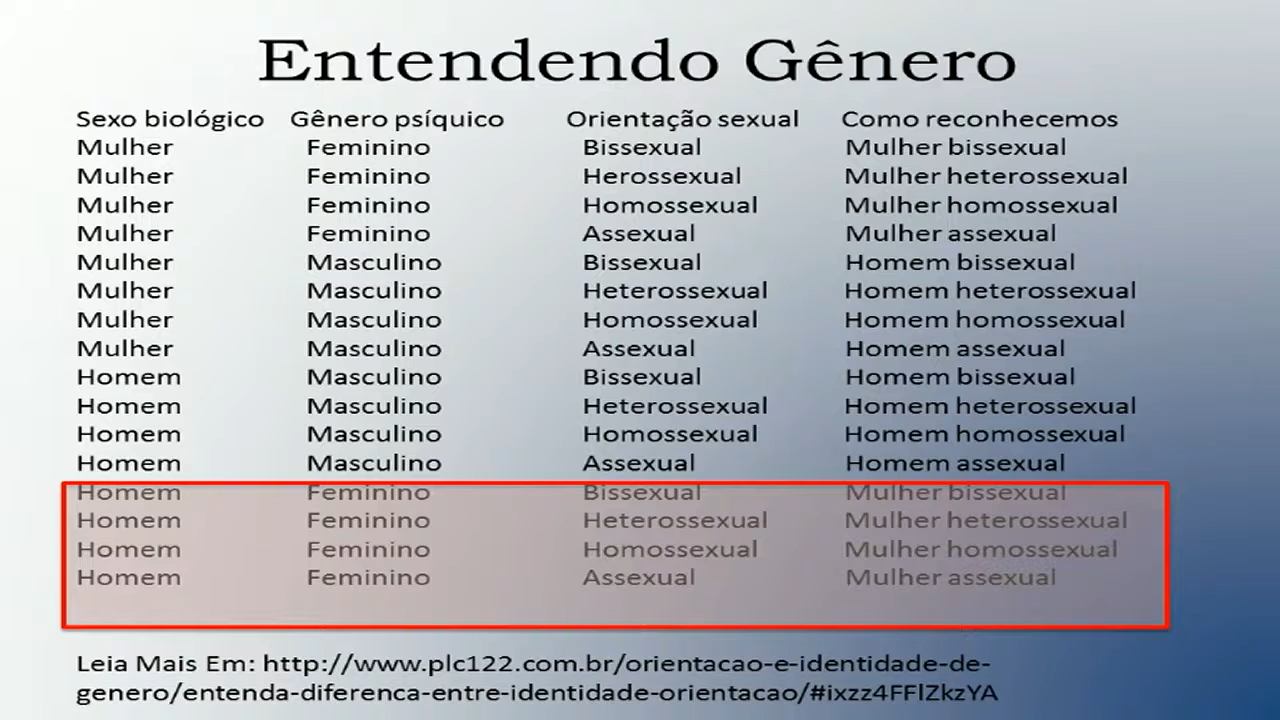 Entendendo Gênero
Sexo biológico Gênero psíquico Orientação sexual Como reconhecemos
Mulher Feminino Bissexual Mulher bissexual
Mulher Feminino Herossexual Mulher heterossexual
Mulher Feminino Homossexual Mulher homossexual
Mulher Feminino Assexual Mulher assexual
Mulher Masculino Bissexual Homem bissexual
Mulher Masculino Heterossexual Homem heterossexual
Mulher Masculino Homossexual Homem homossexual
Mulher Masculino Assexual Homem assexual
Homem Masculino Bissexual Homem bissexual
Homem Masculino Heterossexual Homem heterossexual
Homem Masculino Homossexual Homem homossexual
Homem Masculino Assexual Homem assexual
Homem Feminino Bissexual Mulher bissexual
Homem Feminino Heterossexual Mulher heterossexual
Homem Feminino Homossexual Mulher homossexual
Homem Feminino Assexual Mulher assexual
Leia Mais Em: http://www.plc122.com.br/orientacao-e-identidade-de-
genero/entenda-diferenca-entre-identidade-orientacao/#ixzz4FFlZkzYA